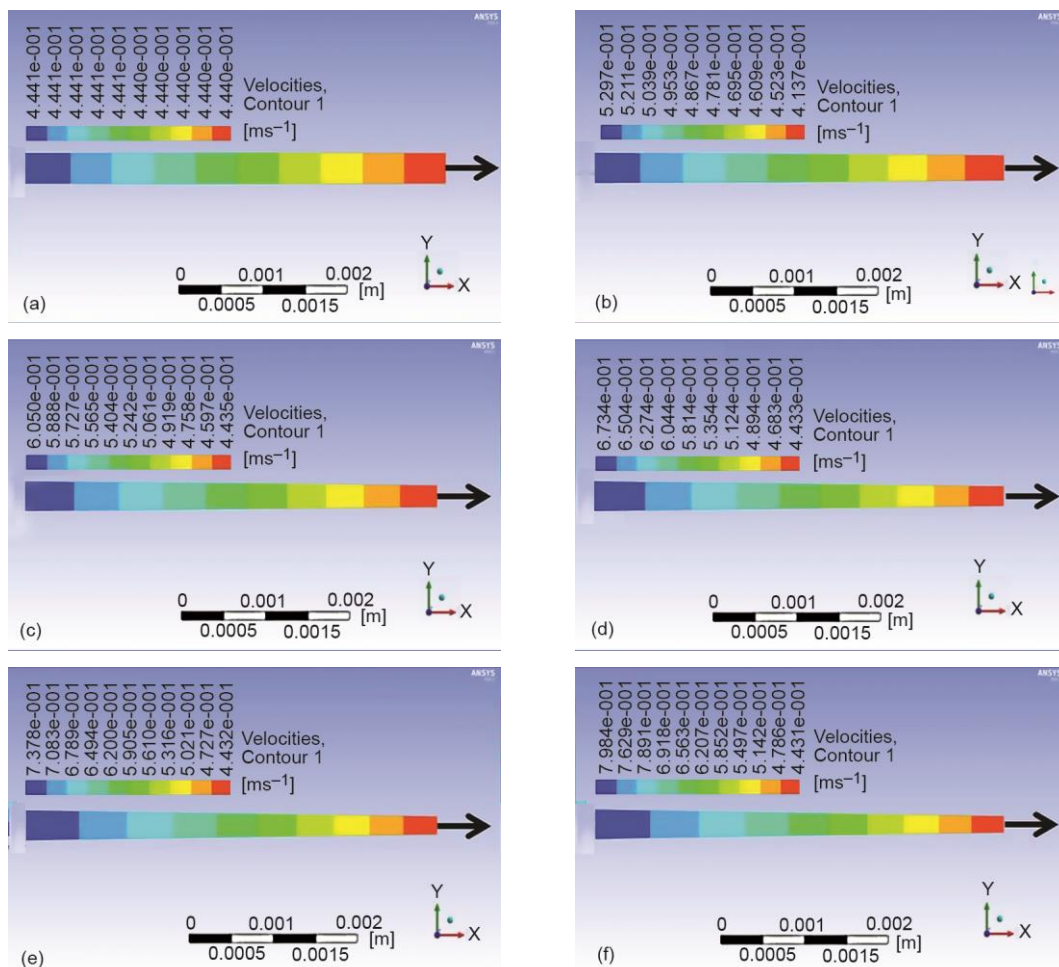 ANSYS
4.441e-001
4.441e-001
4.441e-001
4.441e-001
4.441e-001
4.440e-001
4.440e-001
4.440e-001
4.440e-001
4.440e-001
Velocities,
Contour 1
[ms⁻¹]
0 0.001 0.002
0.0005 0.0015 [m]
Y
X
(a)
ANSYS
5.297e-001
5.211e-001
5.039e-001
4.953e-001
4.867e-001
4.781e-001
4.695e-001
4.609e-001
4.523e-001
4.137e-001
Velocities,
Contour 1
[ms⁻¹]
0 0.001 0.002
0.0005 0.0015 [m]
Y
X
(b)
ANSYS
6.050e-001
5.888e-001
5.727e-001
5.565e-001
5.404e-001
5.242e-001
5.061e-001
4.919e-001
4.758e-001
4.597e-001
4.435e-001
Velocities,
Contour 1
[ms⁻¹]
0 0.001 0.002
0.0005 0.0015 [m]
Y
X
(c)
ANSYS
6.734e-001
6.504e-001
6.274e-001
6.044e-001
5.814e-001
5.354e-001
5.124e-001
4.894e-001
4.683e-001
4.433e-001
Velocities,
Contour 1
[ms⁻¹]
0 0.001 0.002
0.0005 0.0015 [m]
Y
X
(d)
ANSYS
7.378e-001
7.083e-001
6.789e-001
6.494e-001
6.200e-001
5.905e-001
5.610e-001
5.316e-001
5.021e-001
4.727e-001
4.432e-001
Velocities,
Contour 1
[ms⁻¹]
0 0.001 0.002
0.0005 0.0015 [m]
Y
X
(e)
ANSYS
7.984e-001
7.629e-001
7.891e-001
6.918e-001
6.563e-001
6.207e-001
5.852e-001
5.497e-001
5.142e-001
4.786e-001
4.431e-001
Velocities,
Contour 1
[ms⁻¹]
0 0.001 0.002
0.0005 0.0015 [m]
Y
X
(f)